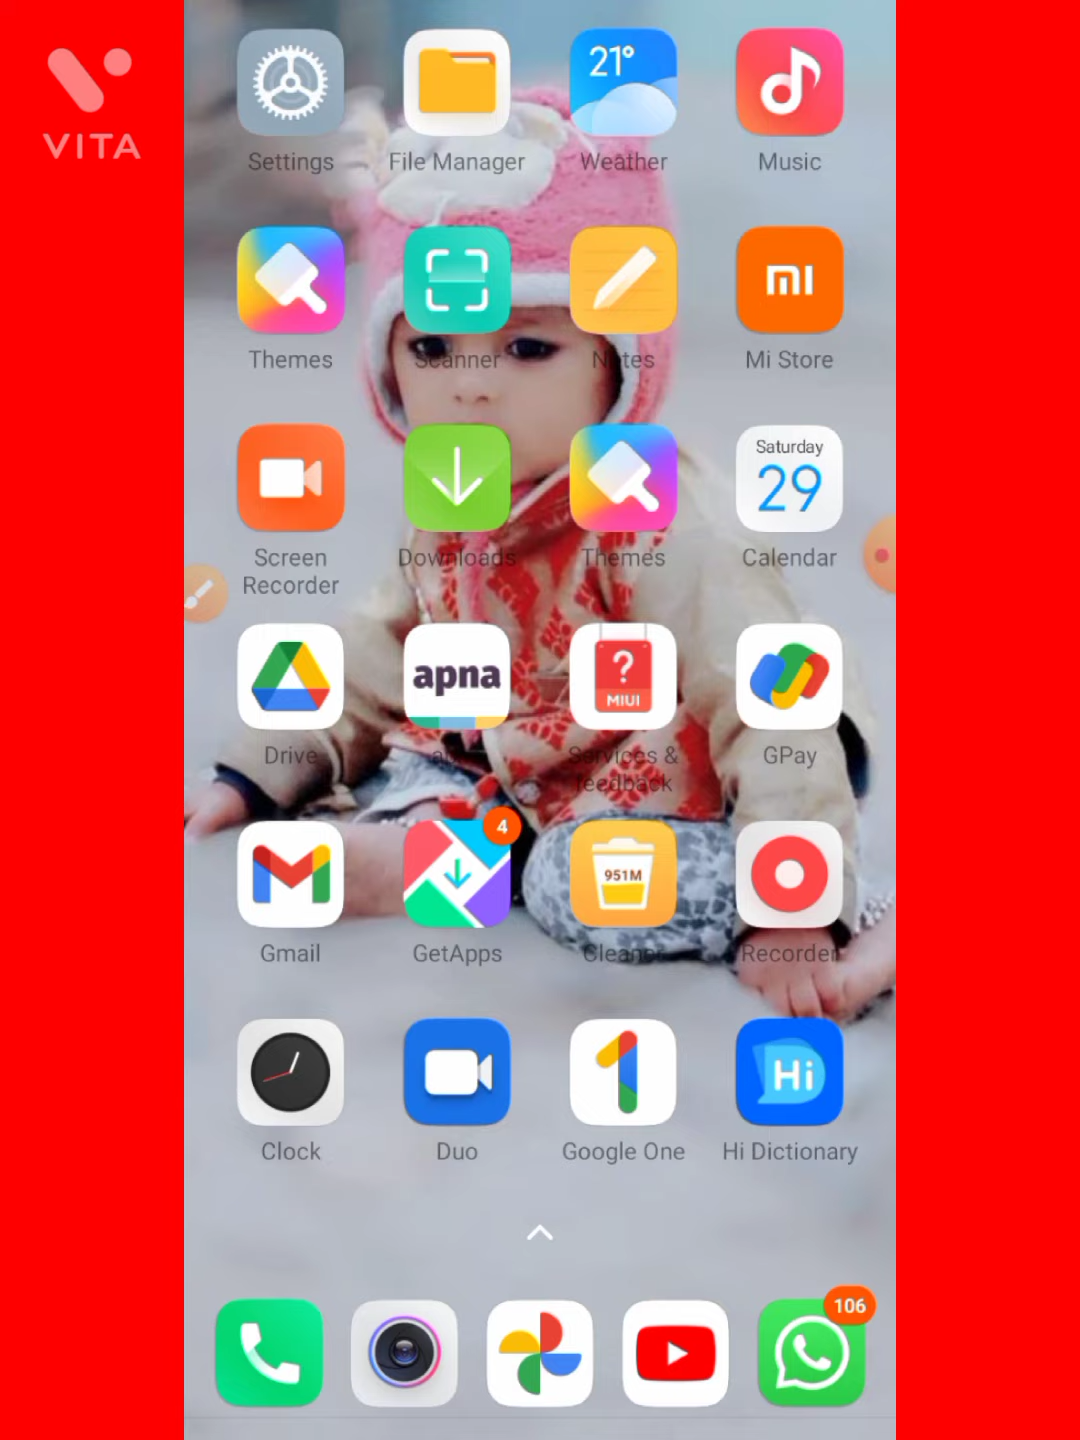 VITA
21°
Settings
File Manager
Weather
Music
mi
Themes
Scanner
Notes
Mi Store
Saturday
29
Screen
Recorder
Downloads
Themes
Calendar
apna
?
MIUI
Drive
Services &
feedback
GPay
4
951M
Gmail
GetApps
Cleaner
Recorder
Hi
Clock
Duo
Google One
Hi Dictionary
106